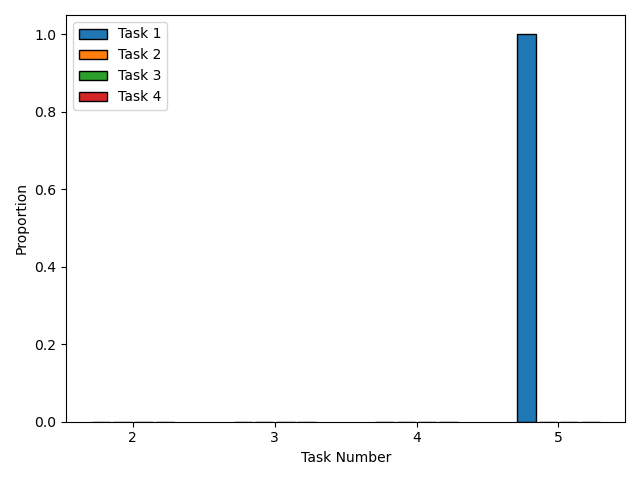 Task 1
Task 2
Task 3
Task 4
1.0
0.8
0.6
0.4
0.2
0.0
Proportion
2 3 4 5
Task Number